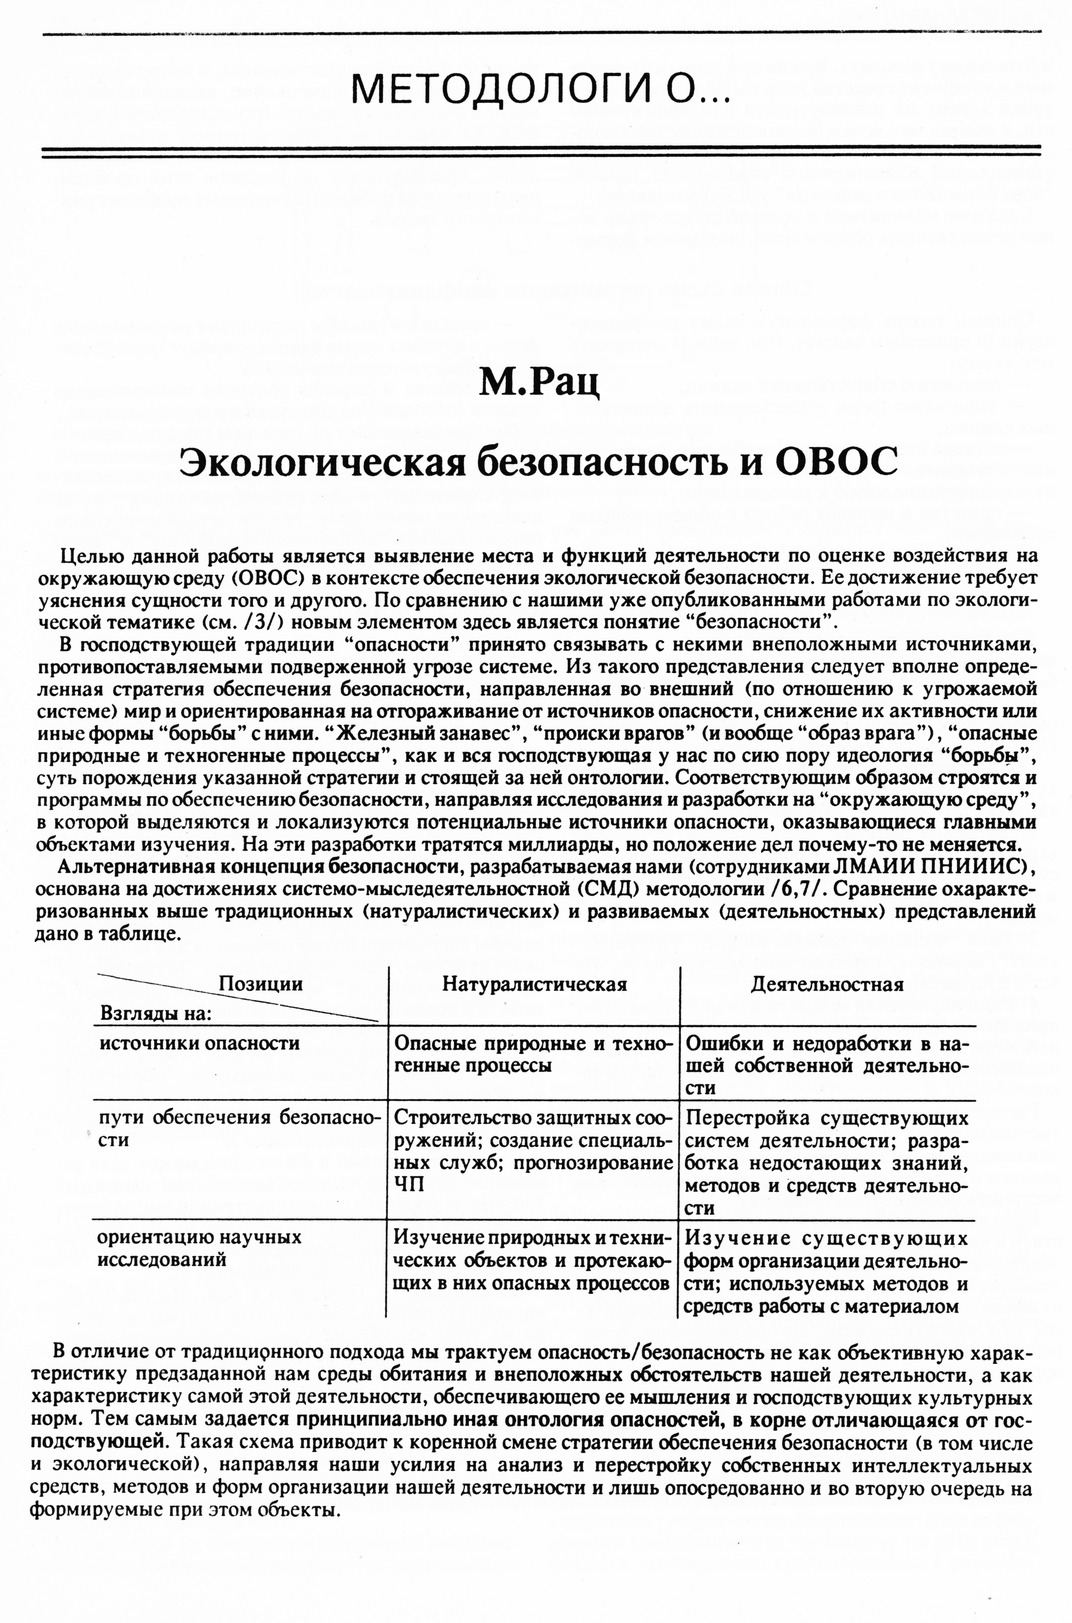 МЕТОДОЛОГИ О...
М.Рац
Экологическая безопасность и ОВОС
Целью данной работы является выявление места и функций деятельности по оценке воздействия на
окружающую среду (ОВОС) в контексте обеспечения экологической безопасности. Ее достижение требует
уяснения сущности того и другого. По сравнению с нашими уже опубликованными работами по экологи-
ческой тематике (см. /3/) новым элементом здесь является понятие “безопасности”.
В господствующей традиции “опасности” принято связывать с некими внеположными источниками,
противопоставляемыми подверженной угрозе системе. Из такого представления следует вполне опреде-
ленная стратегия обеспечения безопасности, направленная во внешний (по отношению к угрожаемой
системе) мир и ориентированная на отгораживание от источников опасности, снижение их активности или
иные формы “борьбы” с ними. “Железный занавес”, “происки врагов” (и вообще “образ врага”), “опасные
природные и техногенные процессы”, как и вся господствующая у нас по сию пору идеология “борьбы”,
суть порождения указанной стратегии и стоящей за ней онтологии. Соответствующим образом строятся и
программы по обеспечению безопасности, направляя исследования и разработки на “окружающую среду”,
в которой выделяются и локализуются потенциальные источники опасности, оказывающиеся главными
объектами изучения. На эти разработки тратятся миллиарды, но положение дел почему-то не меняется.
Альтернативная концепция безопасности, разрабатываемая нами (сотрудниками ЛМАИИ ПНИИИС),
основана на достижениях системо-мыследеятельностной (СМД) методологии /6,7/. Сравнение охаракте-
ризованных выше традиционных (натуралистических) и развиваемых (деятельностных) представлений
дано в таблице.
Позиции
Взгляды на:
Натуралистическая
Деятельностная
источники опасности
Опасные природные и техно-
генные процессы
Ошибки и недоработки в на-
шей собственной деятельно-
сти
пути обеспечения безопасно-
сти
Строительство защитных соо-
ружений; создание специаль-
ных служб; прогнозирование
ЧП
Перестройка существующих
систем деятельности; разра-
ботка недостающих знаний,
методов и средств деятельно-
сти
ориентацию научных
исследований
Изучение природных и техни-
ческих объектов и протекаю-
щих в них опасных процессов
Изучение существующих
форм организации деятельно-
сти; используемых методов и
средств работы с материалом
В отличие от традиционного подхода мы трактуем опасность/безопасность не как объективную харак-
теристику предзаданной нам среды обитания и внеположных обстоятельств нашей деятельности, а как
характеристику самой этой деятельности, обеспечивающего ее мышления и господствующих культурных
норм. Тем самым задается принципиально иная онтология опасностей, в корне отличающаяся от гос-
подствующей. Такая схема приводит к коренной смене стратегии обеспечения безопасности (в том числе
и экологической), направляя наши усилия на анализ и перестройку собственных интеллектуальных
средств, методов и форм организации нашей деятельности и лишь опосредованно и во вторую очередь на
формируемые при этом объекты.